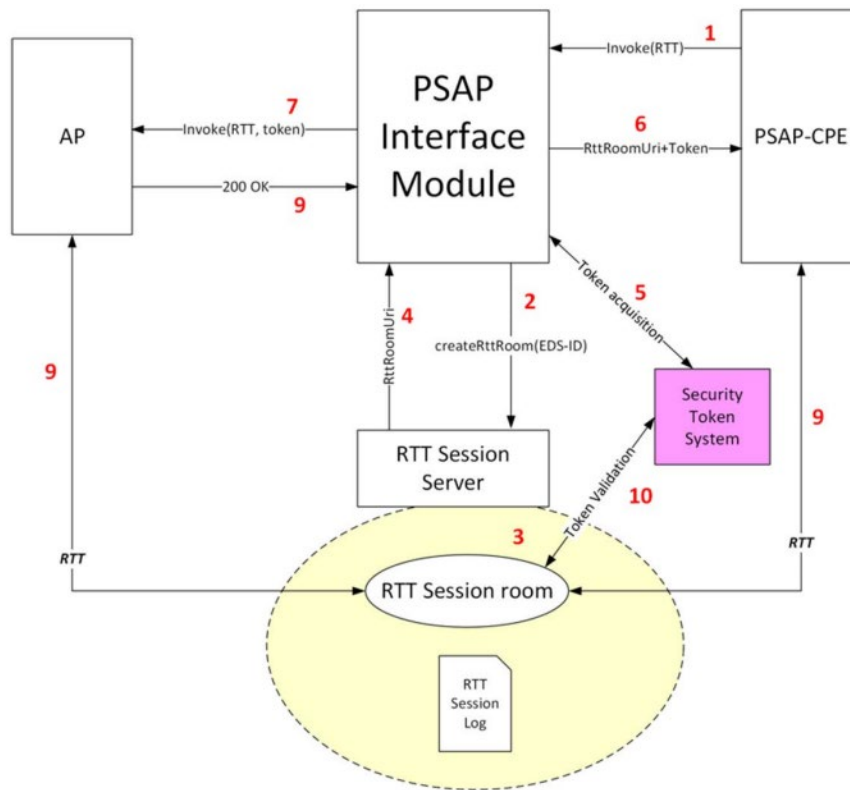 1
Invoke(RTT)
AP
7
Invoke(RTT, token)
PSAP
Interface
Module
6
RttRoomUri+Token
PSAP-CPE
200 OK
9
Token acquisition
5
4
RttRoomUri
2
createRttRoom(EDS-ID)
9
Security
Token
System
9
RTT Session
Server
Token Validation
10
3
RTT
RTT
RTT Session room
RTT
Session
Log